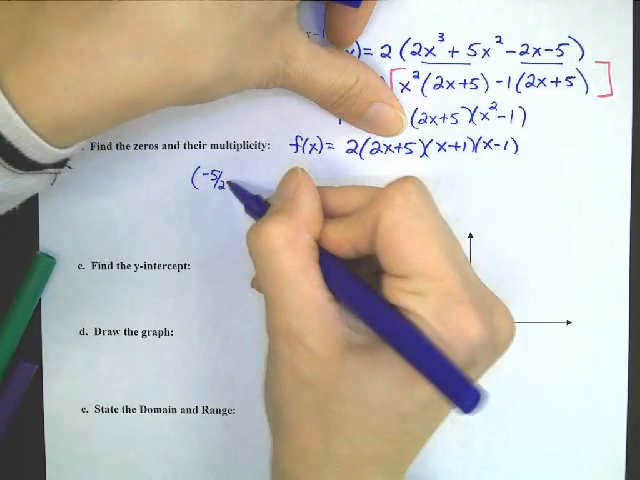 )= 2 (2x³ + 5x² - 2x - 5)
[x²(2x+5) - 1(2x+5)]
(2x+5)(x²-1)
. Find the zeros and their multiplicity: f(x) = 2(2x+5)(x+1)(x-1)
(-5/2
c. Find the y-intercept:
d. Draw the graph:
e. State the Domain and Range: